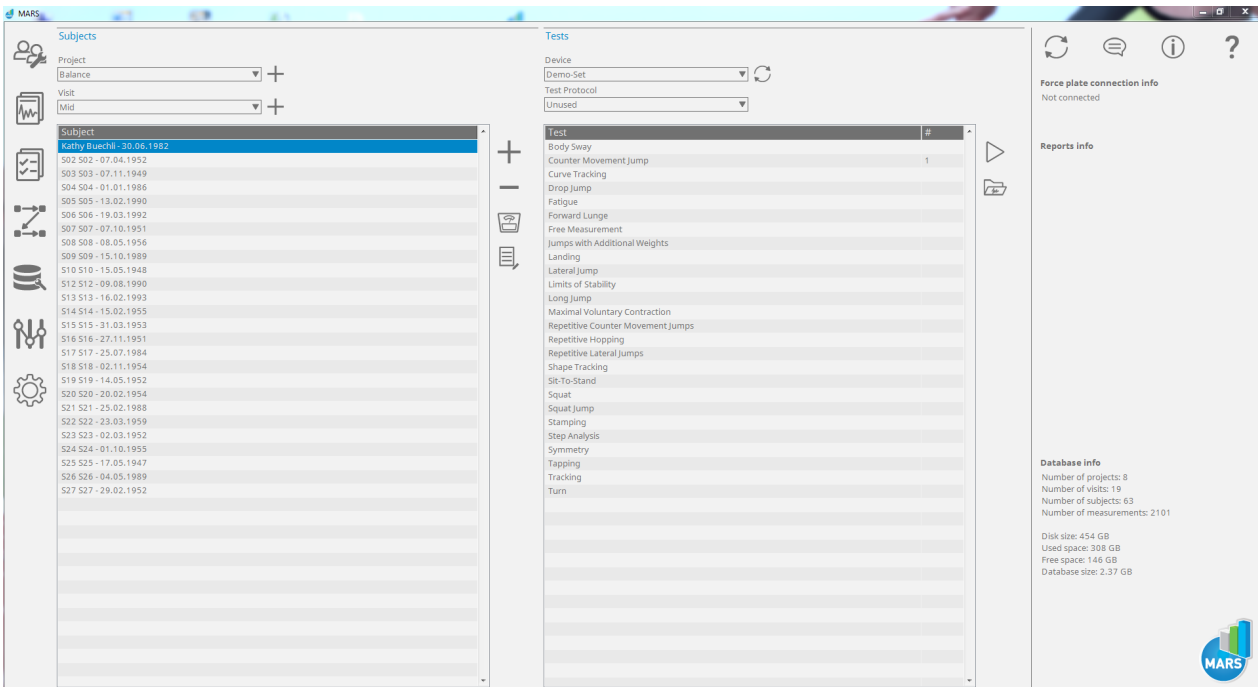 MARS
Subjects
Project
Balance
Visit
Mid
Subject
Kathy Buechli - 30.06.1982
S02 S02 - 07.04.1952
S03 S03 - 07.11.1949
S04 S04 - 01.01.1986
S05 S05 - 13.02.1990
S06 S06 - 19.03.1992
S07 S07 - 07.10.1951
S08 S08 - 08.05.1956
S09 S09 - 15.10.1989
S10 S10 - 15.05.1948
S12 S12 - 09.08.1990
S13 S13 - 16.02.1993
S14 S14 - 15.02.1955
S15 S15 - 31.03.1953
S16 S16 - 27.11.1951
S17 S17 - 25.07.1984
S18 S18 - 02.11.1954
S19 S19 - 14.05.1952
S20 S20 - 20.02.1954
S21 S21 - 25.02.1988
S22 S22 - 23.03.1959
S23 S23 - 02.03.1952
S24 S24 - 01.10.1955
S25 S25 - 17.05.1947
S26 S26 - 04.05.1989
S27 S27 - 29.02.1952
Tests
Device
Demo-Set
Test Protocol
Unused
Test #
Body Sway
Counter Movement Jump 1
Curve Tracking
Drop Jump
Fatigue
Forward Lunge
Free Measurement
Jumps with Additional Weights
Landing
Lateral Jump
Limits of Stability
Long Jump
Maximal Voluntary Contraction
Repetitive Counter Movement Jumps
Repetitive Hopping
Repetitive Lateral Jumps
Shape Tracking
Sit-To-Stand
Squat
Squat Jump
Stamping
Step Analysis
Symmetry
Tapping
Tracking
Turn
Force plate connection info
Not connected
Reports info
Database info
Number of projects: 8
Number of visits: 19
Number of subjects: 63
Number of measurements: 2101
Disk size: 454 GB
Used space: 308 GB
Free space: 146 GB
Database size: 2.37 GB
MARS